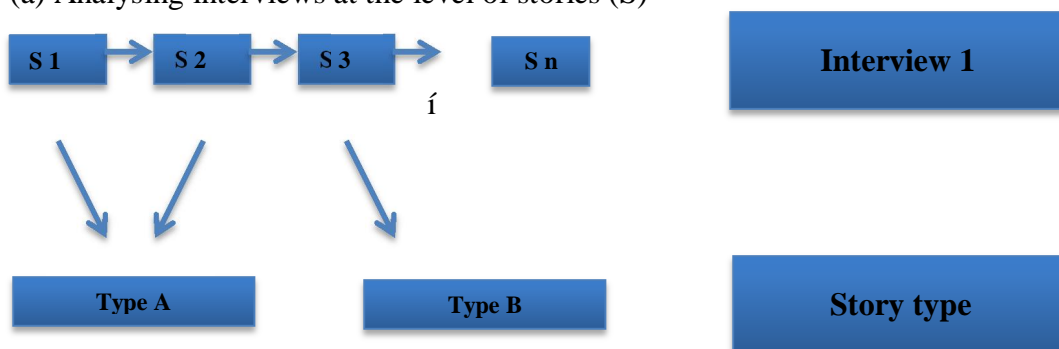 (a) Analysing interviews at the level of stories (S)
S 1
S 2
S 3
S n
Interview 1
í
Type A
Type B
Story type